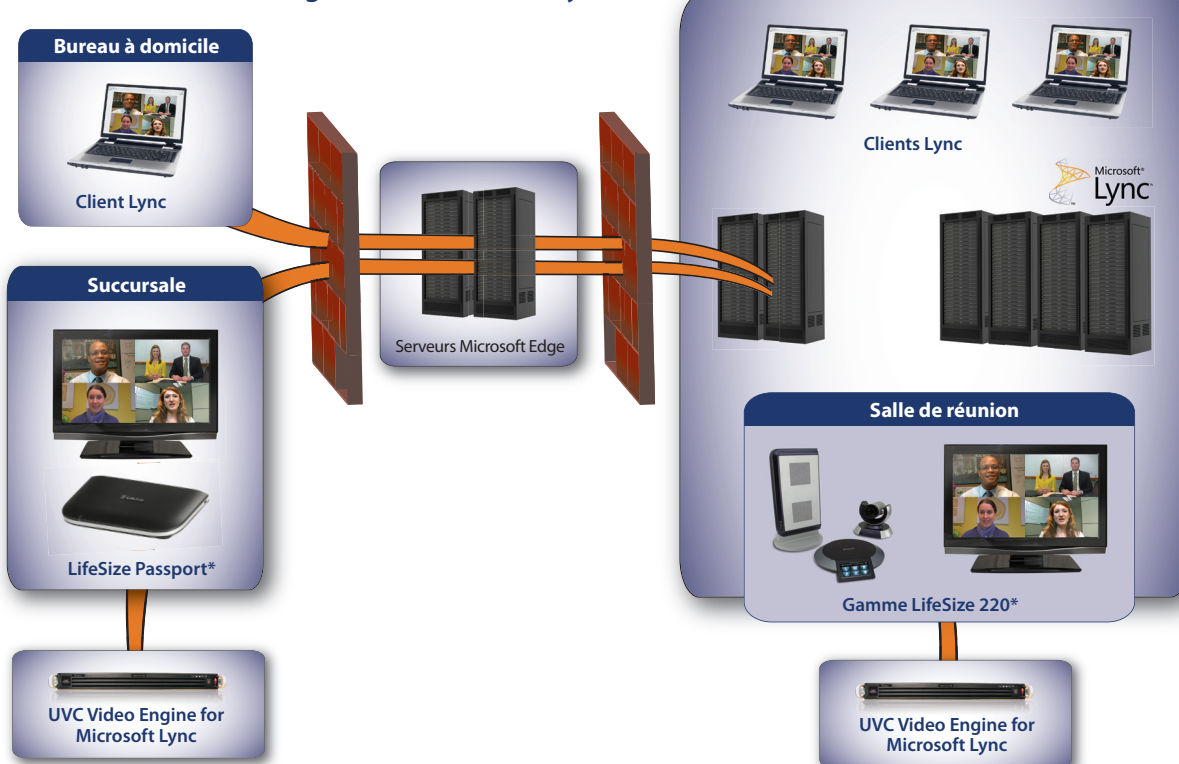 Bureau à domicile
Client Lync
Clients Lync
Microsoft®
Lync™
Succursale
Serveurs Microsoft Edge
Salle de réunion
LifeSize Passport*
Gamme LifeSize 220*
UVC Video Engine for
Microsoft Lync
UVC Video Engine for
Microsoft Lync